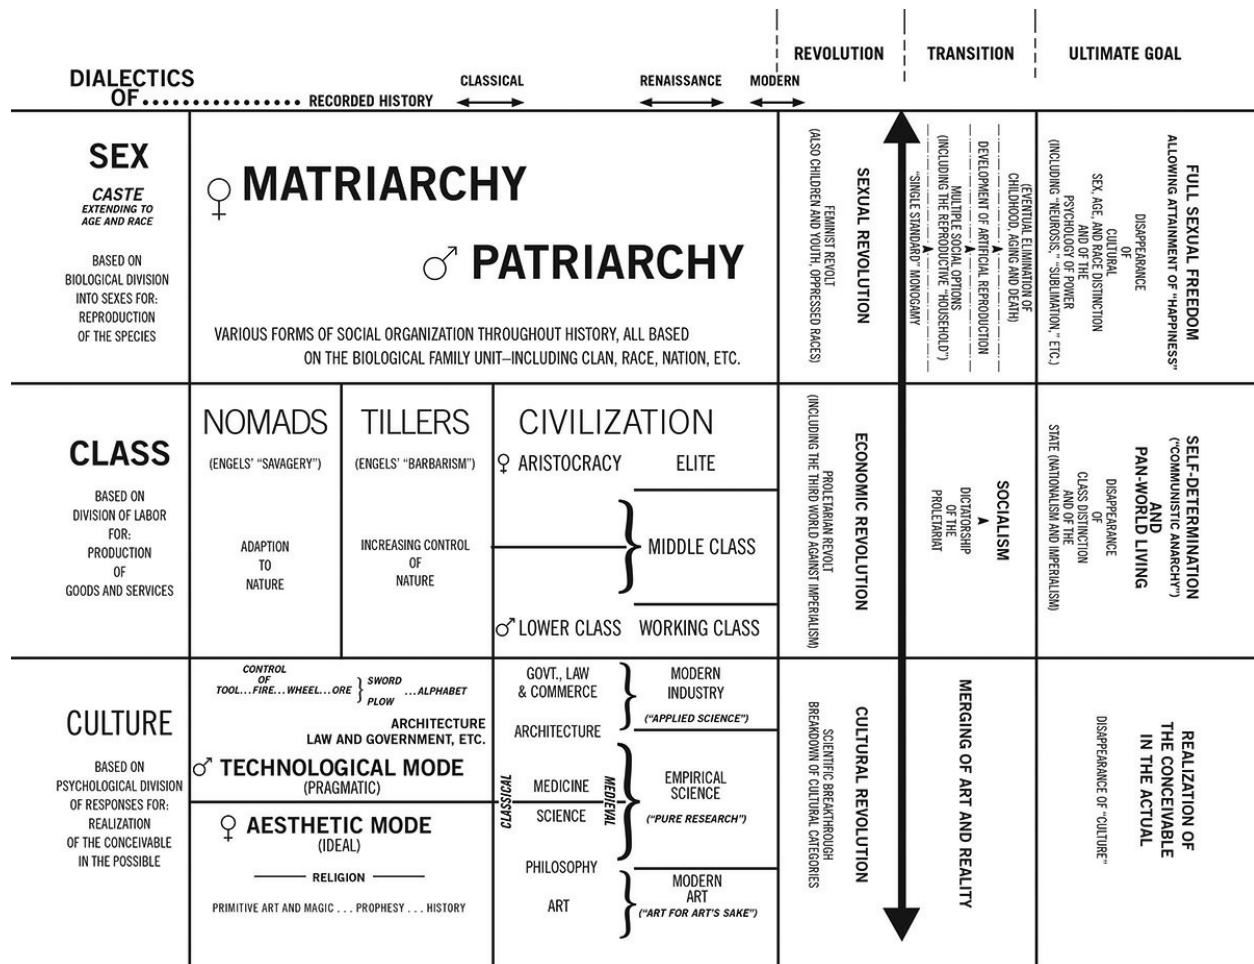 REVOLUTION
TRANSITION
ULTIMATE GOAL
DIALECTICS
OF.................... RECORDED HISTORY
CLASSICAL
RENAISSANCE
MODERN
SEX
CASTE
EXTENDING TO
AGE AND RACE
BASED ON
BIOLOGICAL DIVISION
INTO SEXES FOR:
REPRODUCTION
OF THE SPECIES
♀ MATRIARCHY
♂ PATRIARCHY
VARIOUS FORMS OF SOCIAL ORGANIZATION THROUGHOUT HISTORY, ALL BASED
ON THE BIOLOGICAL FAMILY UNIT—INCLUDING CLAN, RACE, NATION, ETC.
SEXUAL REVOLUTION
FEMINIST REVOLT
(ALSO CHILDREN AND YOUTH, OPPRESSED RACES)
(EVENTUAL ELIMINATION OF
CHILDHOOD, AGING AND DEATH)
DEVELOPMENT OF ARTIFICIAL REPRODUCTION
MULTIPLE SOCIAL OPTIONS
(INCLUDING THE REPRODUCTIVE "HOUSEHOLD")
"SINGLE STANDARD" MONOGAMY
FULL SEXUAL FREEDOM
ALLOWING ATTAINMENT OF "HAPPINESS"
DISAPPEARANCE
OF
CULTURAL
SEX, AGE, AND RACE DISTINCTION
AND OF THE
PSYCHOLOGY OF POWER
(INCLUDING "NEUROSIS," "SUBLIMATION," ETC.)
CLASS
BASED ON
DIVISION OF LABOR
FOR:
PRODUCTION
OF
GOODS AND SERVICES
NOMADS
(ENGELS' "SAVAGERY")
ADAPTION
TO
NATURE
TILLERS
(ENGELS' "BARBARISM")
INCREASING CONTROL
OF
NATURE
CIVILIZATION
♀ ARISTOCRACY
ELITE
MIDDLE CLASS
♂ LOWER CLASS
WORKING CLASS
ECONOMIC REVOLUTION
PROLETARIAN REVOLT
(INCLUDING THE THIRD WORLD AGAINST IMPERIALISM)
SOCIALISM
DICTATORSHIP
OF THE
PROLETARIAT
SELF-DETERMINATION
("COMMUNISTIC ANARCHY")
AND
PAN-WORLD LIVING
DISAPPEARANCE
OF
CLASS DISTINCTION
AND OF THE
STATE (NATIONALISM AND IMPERIALISM)
CULTURE
BASED ON
PSYCHOLOGICAL DIVISION
OF RESPONSES FOR:
REALIZATION
OF THE CONCEIVABLE
IN THE POSSIBLE
CONTROL
OF
TOOL...FIRE...WHEEL...ORE
SWORD
PLOW
...ALPHABET
ARCHITECTURE
LAW AND GOVERNMENT, ETC.
♂ TECHNOLOGICAL MODE
(PRAGMATIC)
♀ AESTHETIC MODE
(IDEAL)
RELIGION
PRIMITIVE ART AND MAGIC . . . PROPHESY . . . HISTORY
GOVT., LAW
& COMMERCE
ARCHITECTURE
MEDICINE
SCIENCE
PHILOSOPHY
ART
CLASSICAL
MEDIEVAL
MODERN
INDUSTRY
("APPLIED SCIENCE")
EMPIRICAL
SCIENCE
("PURE RESEARCH")
MODERN
ART
("ART FOR ART'S SAKE")
CULTURAL REVOLUTION
SCIENTIFIC BREAKTHROUGH
BREAKDOWN OF CULTURAL CATEGORIES
MERGING OF ART AND REALITY
REALIZATION OF
THE CONCEIVABLE
IN THE ACTUAL
DISAPPEARANCE OF "CULTURE"